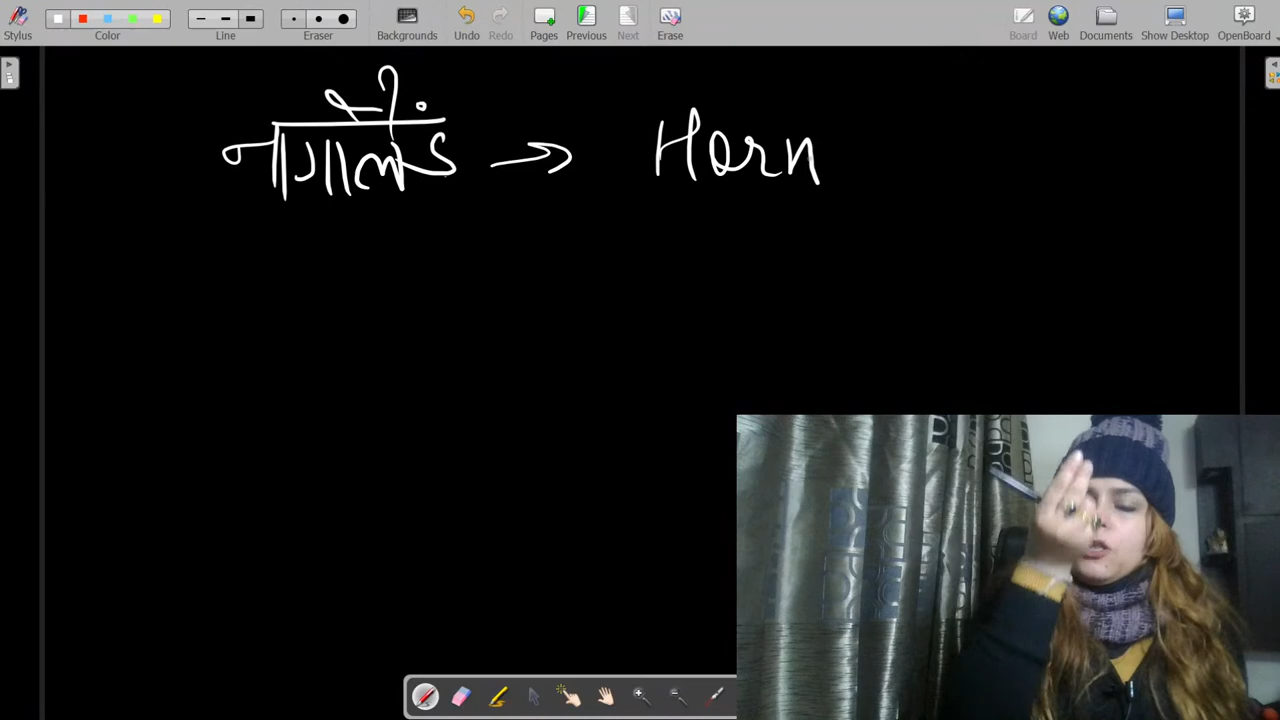 Stylus
Color
Line
Eraser
Backgrounds
Undo
Redo
Pages
Previous
Next
Erase
Board
Web
Documents
Show Desktop
OpenBoard
→ Horn